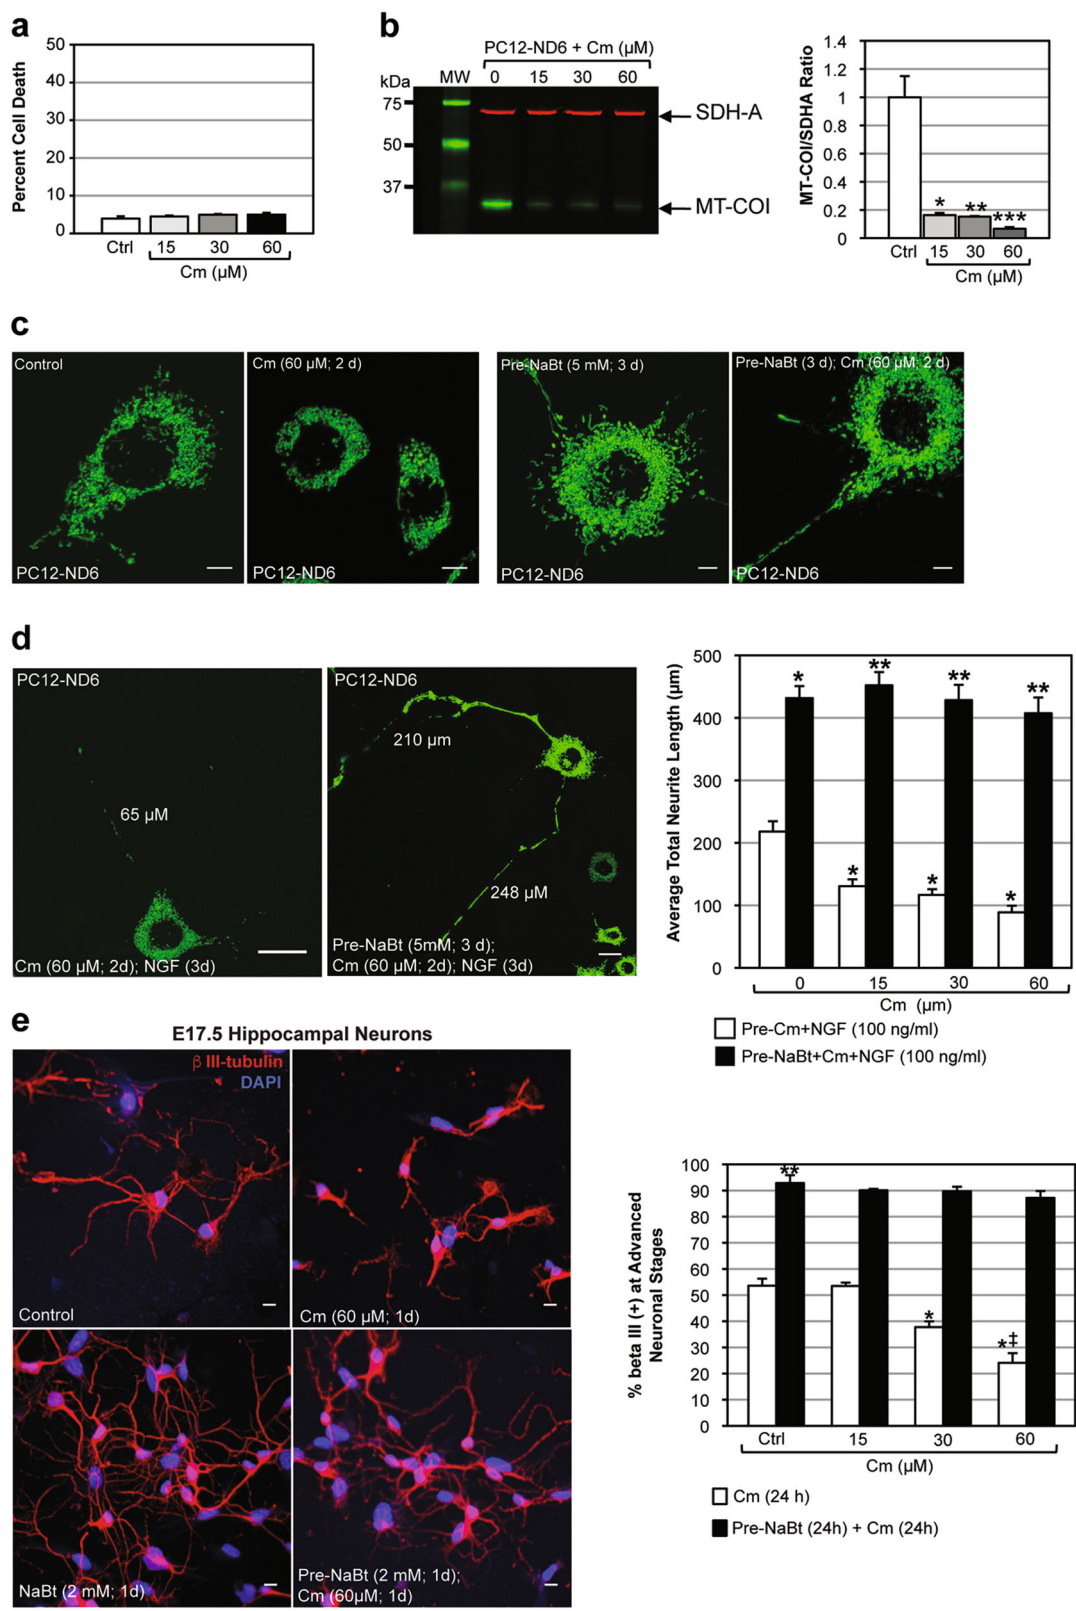 a
Percent Cell Death
50
40
30
20
10
0
Ctrl 15 30 60
Cm (µM)
b
PC12-ND6 + Cm (µM)
kDa MW 0 15 30 60
75
50
37
SDH-A
MT-COI
MT-COI/SDHA Ratio
1.4
1.2
1
0.8
0.6
0.4
0.2
0
* ** ***
Ctrl 15 30 60
Cm (µM)
c
Control
PC12-ND6
Cm (60 µM; 2 d)
PC12-ND6
Pre-NaBt (5 mM; 3 d)
PC12-ND6
Pre-NaBt (3 d); Cm (60 µM; 2 d)
PC12-ND6
d
PC12-ND6
65 µM
Cm (60 µM; 2d); NGF (3d)
PC12-ND6
210 µm
248 µM
Pre-NaBt (5mM; 3 d);
Cm (60 µM; 2d); NGF (3d)
Average Total Neurite Length (µm)
500
400
300
200
100
0
* ** ** **
* * *
0 15 30 60
Cm (µm)
Pre-Cm+NGF (100 ng/ml)
Pre-NaBt+Cm+NGF (100 ng/ml)
e
E17.5 Hippocampal Neurons
β III-tubulin
DAPI
Control
Cm (60 µM; 1d)
NaBt (2 mM; 1d)
Pre-NaBt (2 mM; 1d);
Cm (60µM; 1d)
% beta III (+) at Advanced
Neuronal Stages
100
90
80
70
60
50
40
30
20
10
0
**
*
*‡
Ctrl 15 30 60
Cm (µM)
Cm (24 h)
Pre-NaBt (24h) + Cm (24h)